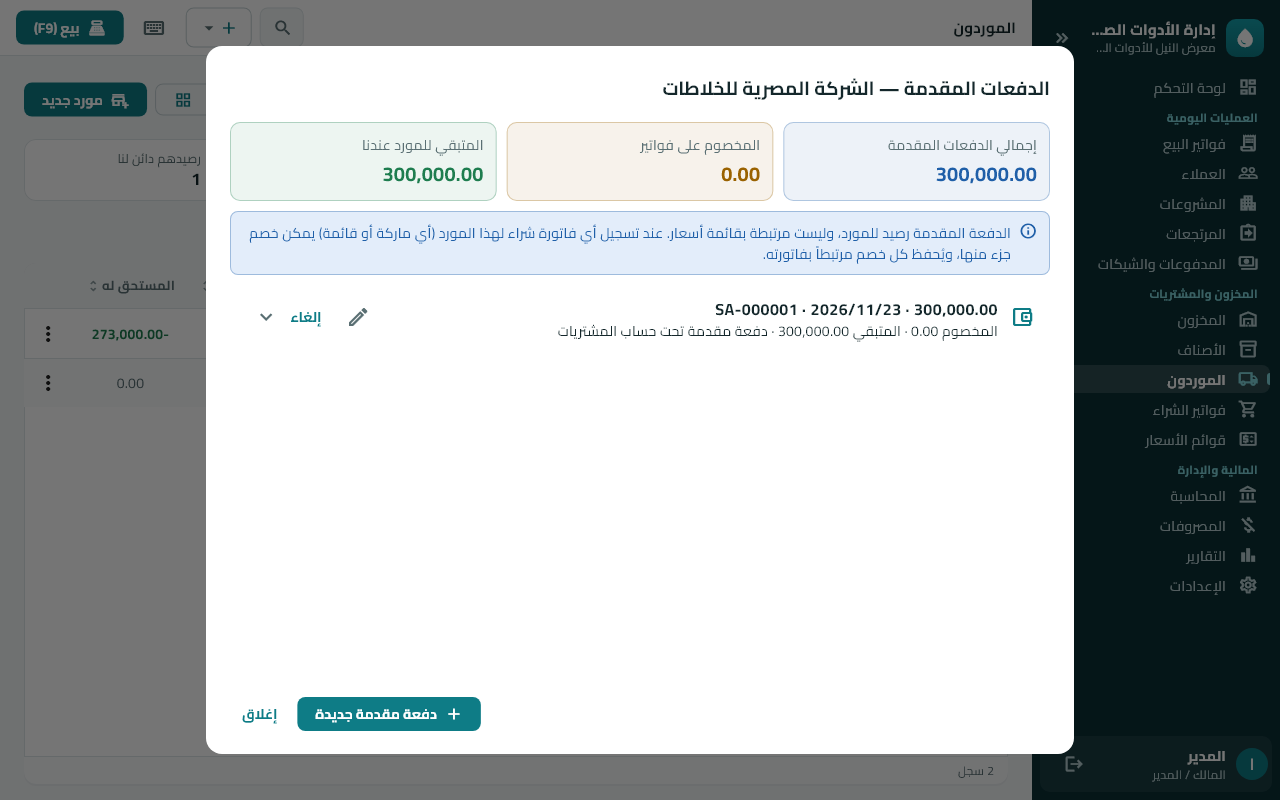 إدارة الأدوات الص...
معرض النيل للأدوات الـ...
لوحة التحكم
العمليات اليومية
فواتير البيع
العملاء
المشروعات
المرتجعات
المدفوعات والشيكات
المخزون والمشتريات
المخزون
الأصناف
الموردون
فواتير الشراء
قوائم الأسعار
المالية والإدارة
المحاسبة
المصروفات
التقارير
الإعدادات
المدير
المالك / المدير
الموردون
بيع (F9)
مورد جديد
رصيدهم دائن لنا
1
المستحق له
-273,000.00
0.00
2 سجل
الدفعات المقدمة — الشركة المصرية للخلاطات
إجمالي الدفعات المقدمة
300,000.00
المخصوم على فواتير
0.00
المتبقي للمورد عندنا
300,000.00
الدفعة المقدمة رصيد للمورد، وليست مرتبطة بقائمة أسعار. عند تسجيل أي فاتورة شراء لهذا المورد (أي ماركة أو قائمة) يمكن خصم
جزء منها، ويُحفظ كل خصم مرتبطاً بفاتورته.
SA-000001 · 2026/11/23 · 300,000.00
المخصوم 0.00 · المتبقي 300,000.00 · دفعة مقدمة تحت حساب المشتريات
إلغاء
دفعة مقدمة جديدة
إغلاق